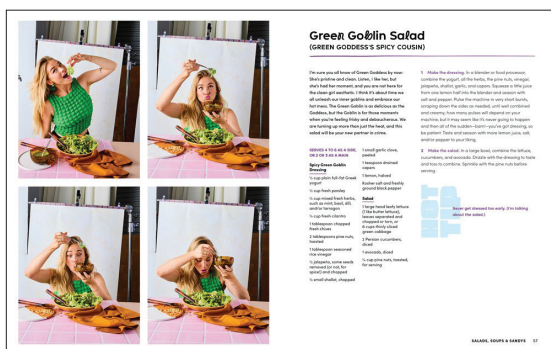 Green Goblin Salad
(GREEN GODDESS'S SPICY COUSIN)
I'm sure you all know of Green Goddess by now:
She's pristine and clean. Listen, I like her, but
she's had her moment, and you are not here for
the clean girl aesthetic. I think it's about time we
all unleash our inner goblins and embrace our
hot mess. The Green Goblin is as delicious as the
Goddess, but the Goblin is for those moments
when you're feeling frisky and debaucherous. We
are turning up more than just the heat, and this
salad will be your new partner in crime.
SERVES 4 TO 6 AS A SIDE,
OR 2 OR 3 AS A MAIN
Spicy Green Goblin
Dressing
½ cup plain full-fat Greek
yogurt
½ cup fresh parsley
½ cup mixed fresh herbs,
such as mint, basil, dill,
and/or tarragon
¼ cup fresh cilantro
1 tablespoon chopped
fresh chives
2 tablespoons pine nuts,
toasted
1 tablespoon seasoned
rice vinegar
½ jalapeño, some seeds
removed (or not, for
spice!) and chopped
½ small shallot, chopped
1 small garlic clove,
peeled
1 teaspoon drained
capers
1 lemon, halved
Kosher salt and freshly
ground black pepper
Salad
1 large head leafy lettuce
(I like butter lettuce),
leaves separated and
chopped or torn, or
6 cups thinly sliced
green cabbage
2 Persian cucumbers,
diced
1 avocado, diced
¼ cup pine nuts, toasted,
for serving
1 Make the dressing. In a blender or food processor,
combine the yogurt, all the herbs, the pine nuts, vinegar,
jalapeño, shallot, garlic, and capers. Squeeze a little juice
from one lemon half into the blender and season with
salt and pepper. Pulse the machine in very short bursts,
scraping down the sides as needed, until well combined
and creamy; how many pulses will depend on your
machine, but it may seem like it's never going to happen
and then all of the sudden—bam!—you've got dressing, so
be patient. Taste and season with more lemon juice, salt,
and/or pepper to your liking.
2 Make the salad. In a large bowl, combine the lettuce,
cucumbers, and avocado. Drizzle with the dressing to taste
and toss to combine. Sprinkle with the pine nuts before
serving.
HOT
TIP
Never get dressed too early. (I'm talking
about the salad.)
SALADS, SOUPS & SANDYS 57